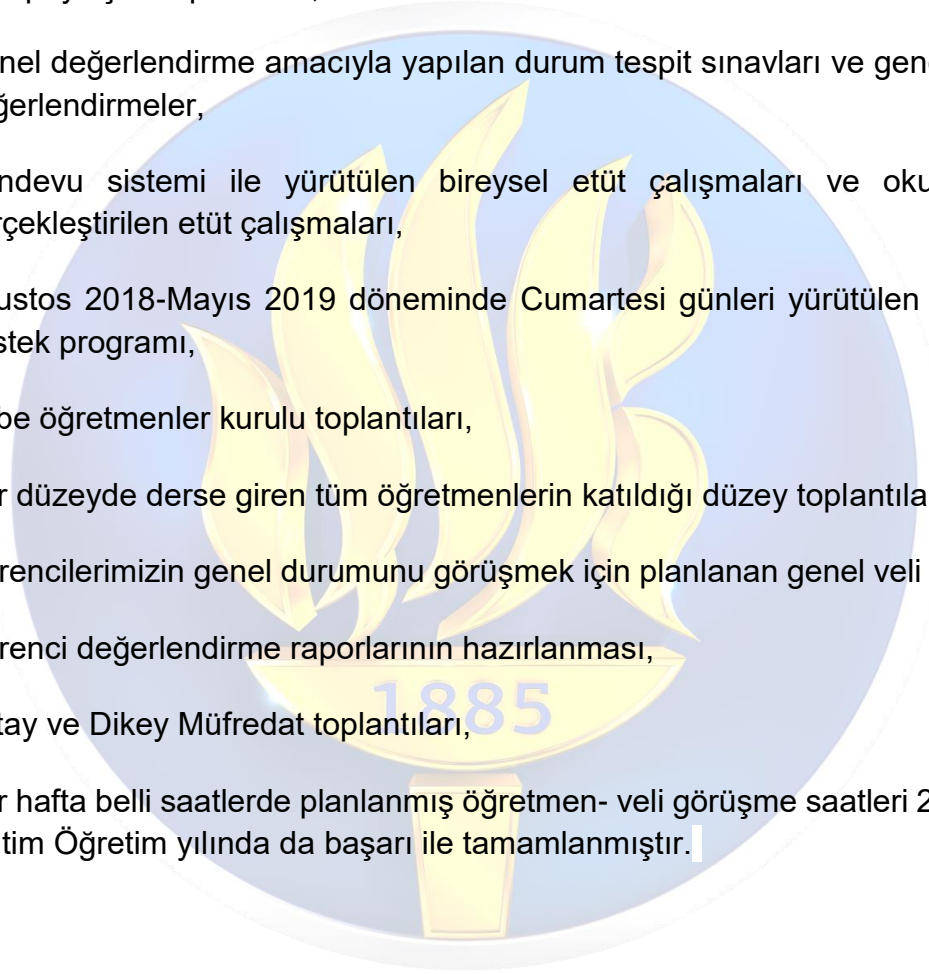 nel değerlendirme amacıyla yapılan durum tespit sınavları ve gene
ğerlendirmeler,
ndevu sistemi ile yürütülen bireysel etüt çalışmaları ve oku
rçekleştirilen etüt çalışmaları,
ustos 2018-Mayıs 2019 döneminde Cumartesi günleri yürütülen
stek programı,
be öğretmenler kurulu toplantıları,
r düzeyde derse giren tüm öğretmenlerin katıldığı düzey toplantıla
rencilerimizin genel durumunu görüşmek için planlanan genel veli
renci değerlendirme raporlarının hazırlanması,
1885
tay ve Dikey Müfredat toplantıları,
r hafta belli saatlerde planlanmış öğretmen- veli görüşme saatleri 2
itim Öğretim yılında da başarı ile tamamlanmıştır.